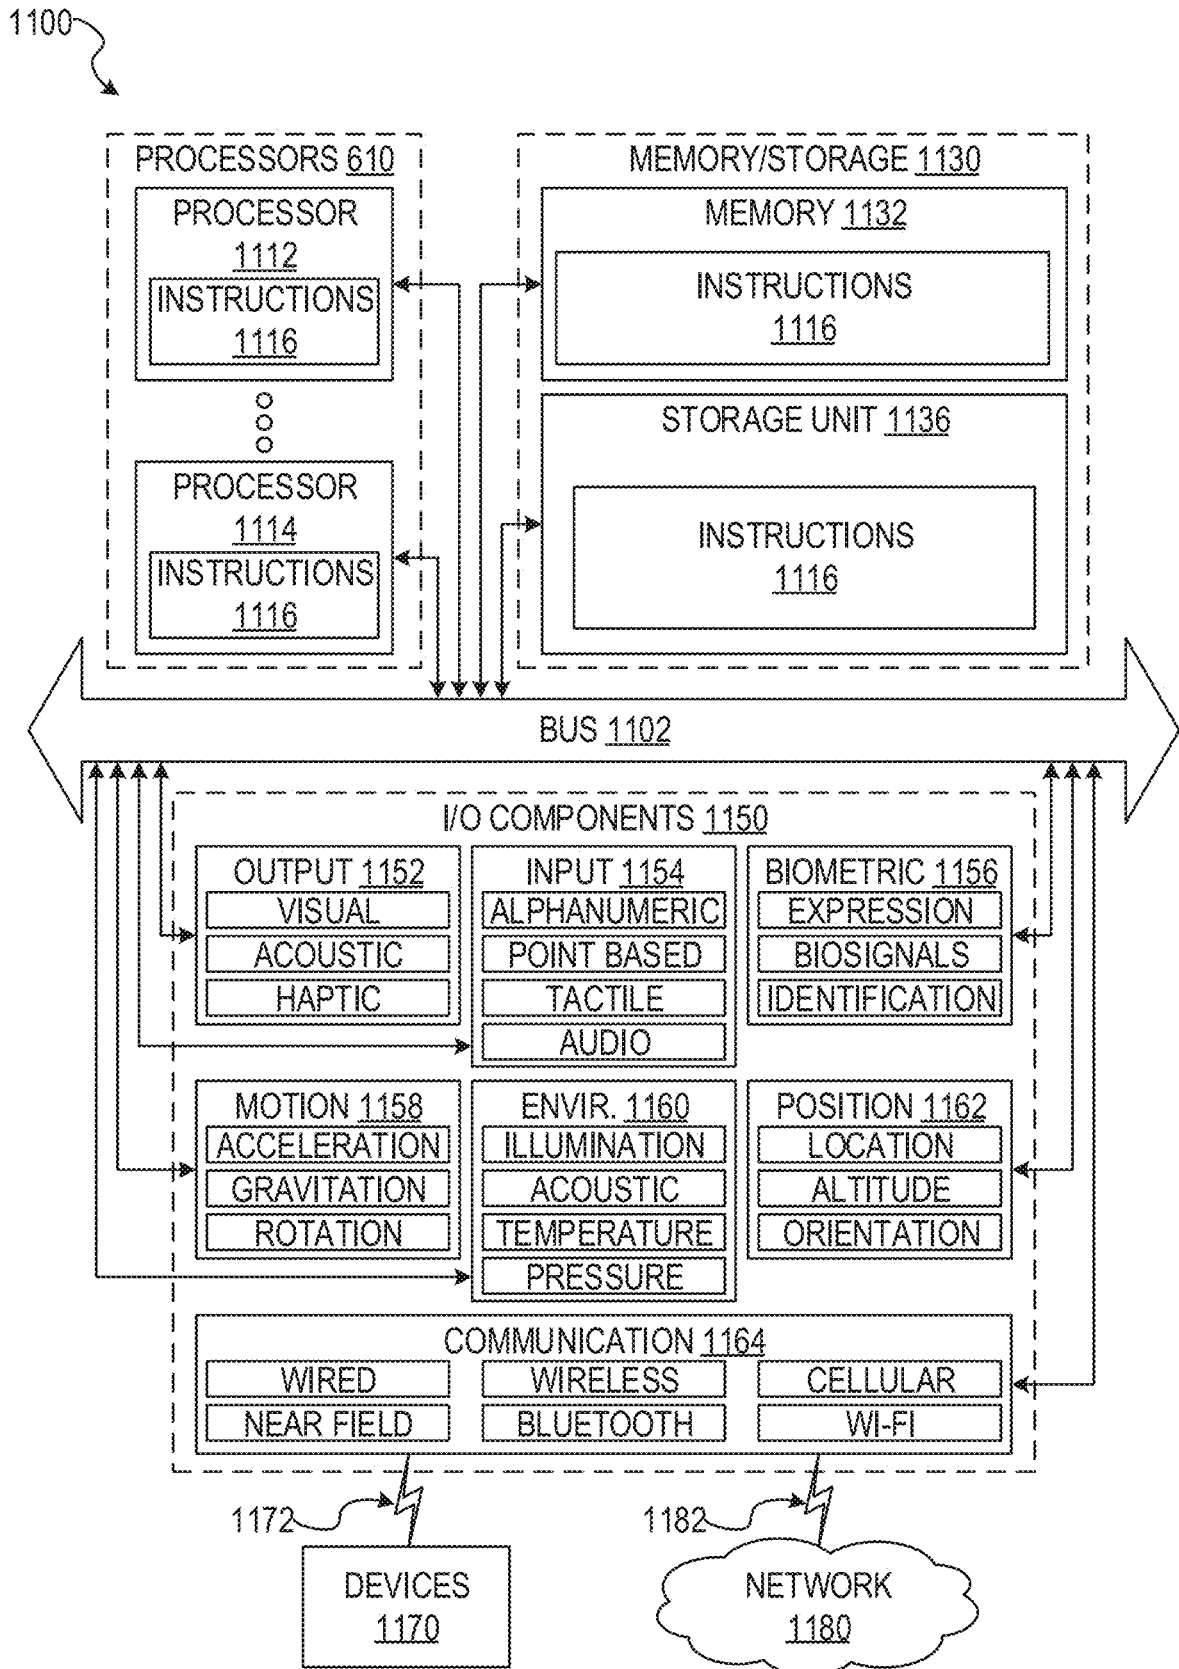 1100
PROCESSORS 610
PROCESSOR
1112
INSTRUCTIONS
1116
PROCESSOR
1114
INSTRUCTIONS
1116
MEMORY/STORAGE 1130
MEMORY 1132
INSTRUCTIONS
1116
STORAGE UNIT 1136
INSTRUCTIONS
1116
BUS 1102
I/O COMPONENTS 1150
OUTPUT 1152
VISUAL
ACOUSTIC
HAPTIC
INPUT 1154
ALPHANUMERIC
POINT BASED
TACTILE
AUDIO
BIOMETRIC 1156
EXPRESSION
BIOSIGNALS
IDENTIFICATION
MOTION 1158
ACCELERATION
GRAVITATION
ROTATION
ENVIR. 1160
ILLUMINATION
ACOUSTIC
TEMPERATURE
PRESSURE
POSITION 1162
LOCATION
ALTITUDE
ORIENTATION
COMMUNICATION 1164
WIRED
WIRELESS
CELLULAR
NEAR FIELD
BLUETOOTH
WI-FI
1172
1182
DEVICES
1170
NETWORK
1180